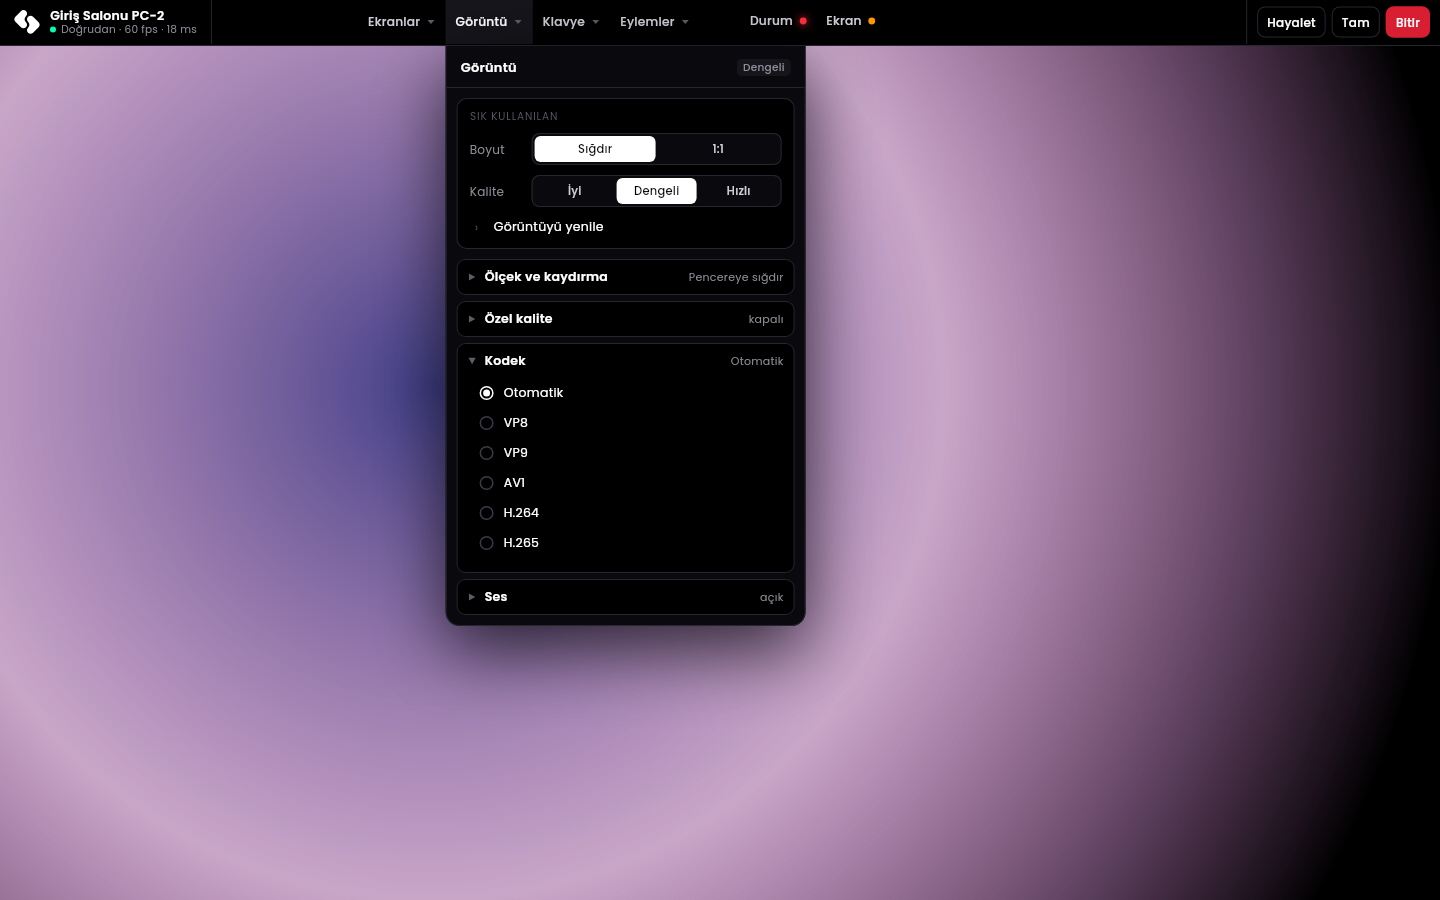 Giriş Salonu PC-2
Doğrudan · 60 fps · 18 ms
Ekranlar
Görüntü
Klavye
Eylemler
Durum
Ekran
Hayalet
Tam
Bitir
Görüntü
Dengeli
SIK KULLANILAN
Boyut
Sığdır
1:1
Kalite
İyi
Dengeli
Hızlı
Görüntüyü yenile
Ölçek ve kaydırma
Pencereye sığdır
Özel kalite
kapalı
Kodek
Otomatik
Otomatik
VP8
VP9
AV1
H.264
H.265
Ses
açık